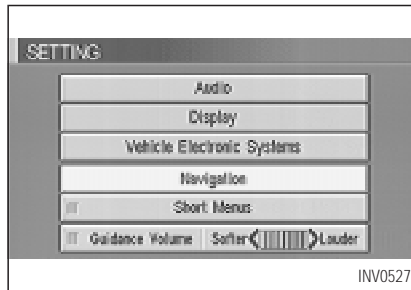 SETTING
Audio
Display
Vehicle Electronic Systems
Navigation
Short Menus
Guidance Volume Softer Louder
INV0527